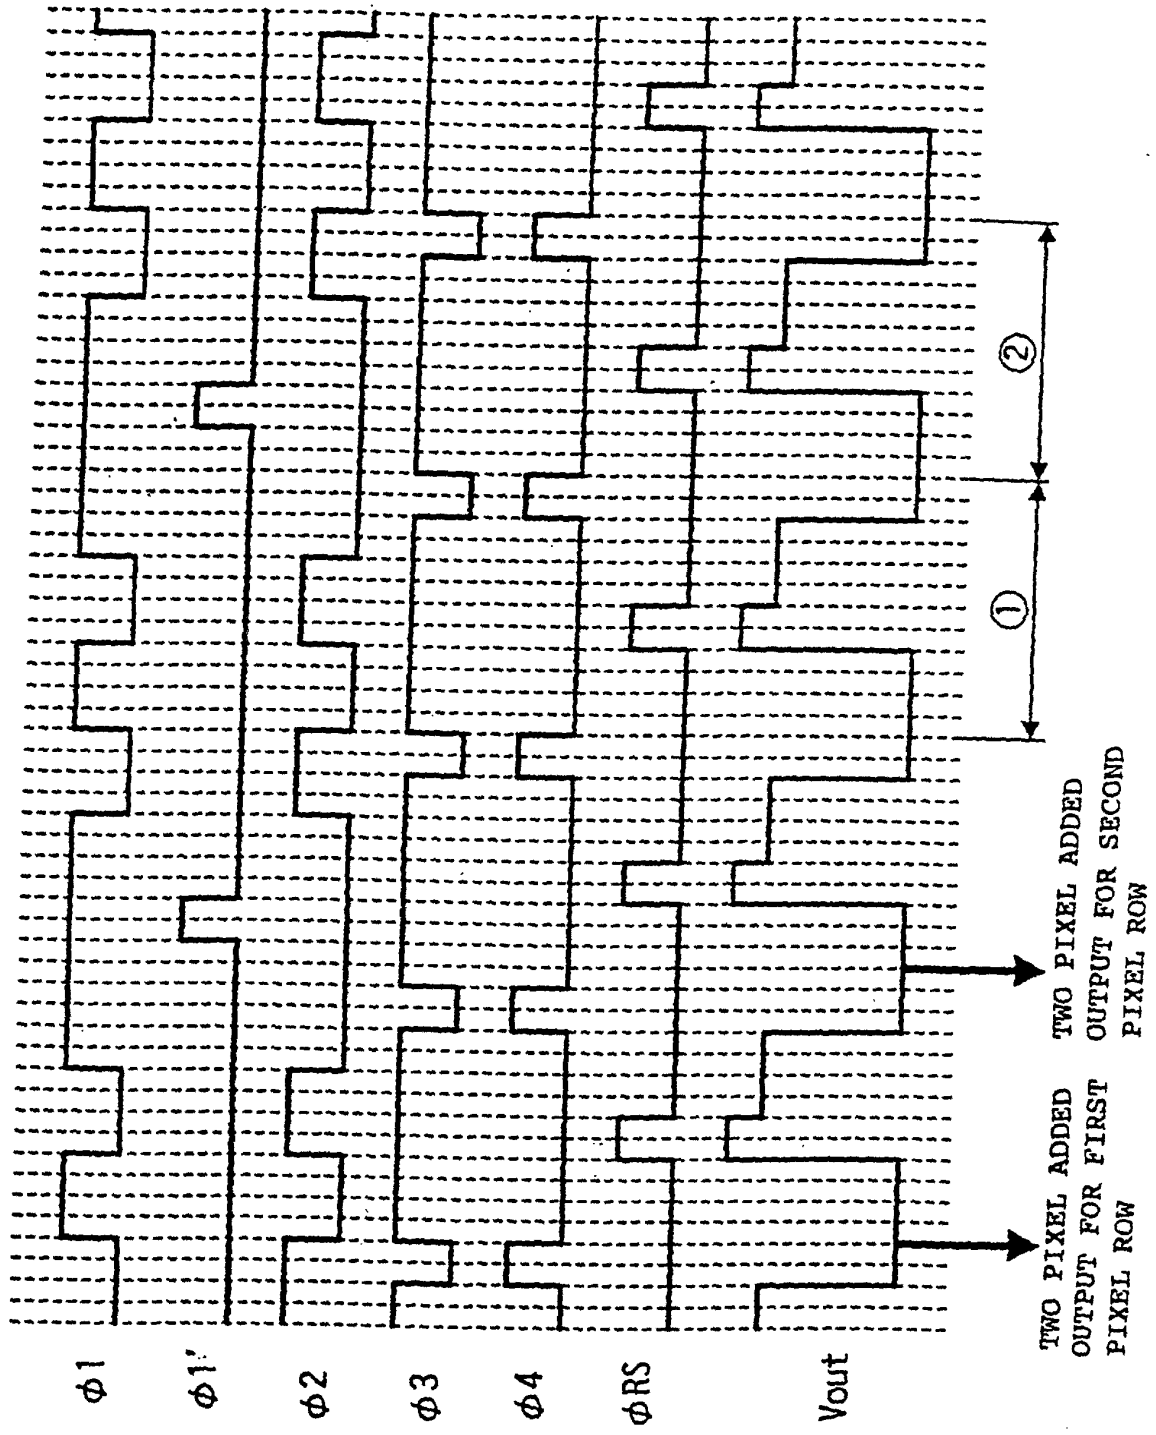 ϕ1
ϕ1'
ϕ2
ϕ3
ϕ4
ϕRS
Vout
①
②
TWO PIXEL ADDED
OUTPUT FOR FIRST
PIXEL ROW
TWO PIXEL ADDED
OUTPUT FOR SECOND
PIXEL ROW